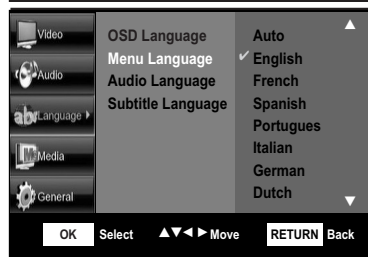 Video
Audio
Language
Media
General
OSD Language
Menu Language
Audio Language
Subtitle Language
Auto
✓ English
French
Spanish
Portugues
Italian
German
Dutch
OK Select ▲▼◄► Move RETURN Back